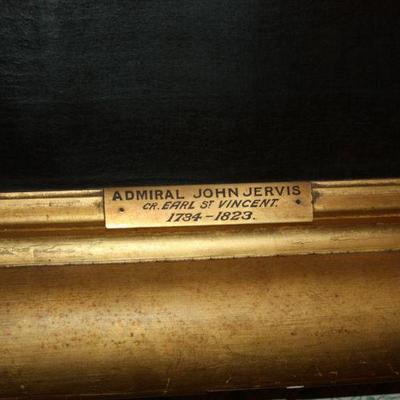 ADMIRAL JOHN JERVIS
CR. EARL ST VINCENT.
1734-1823.